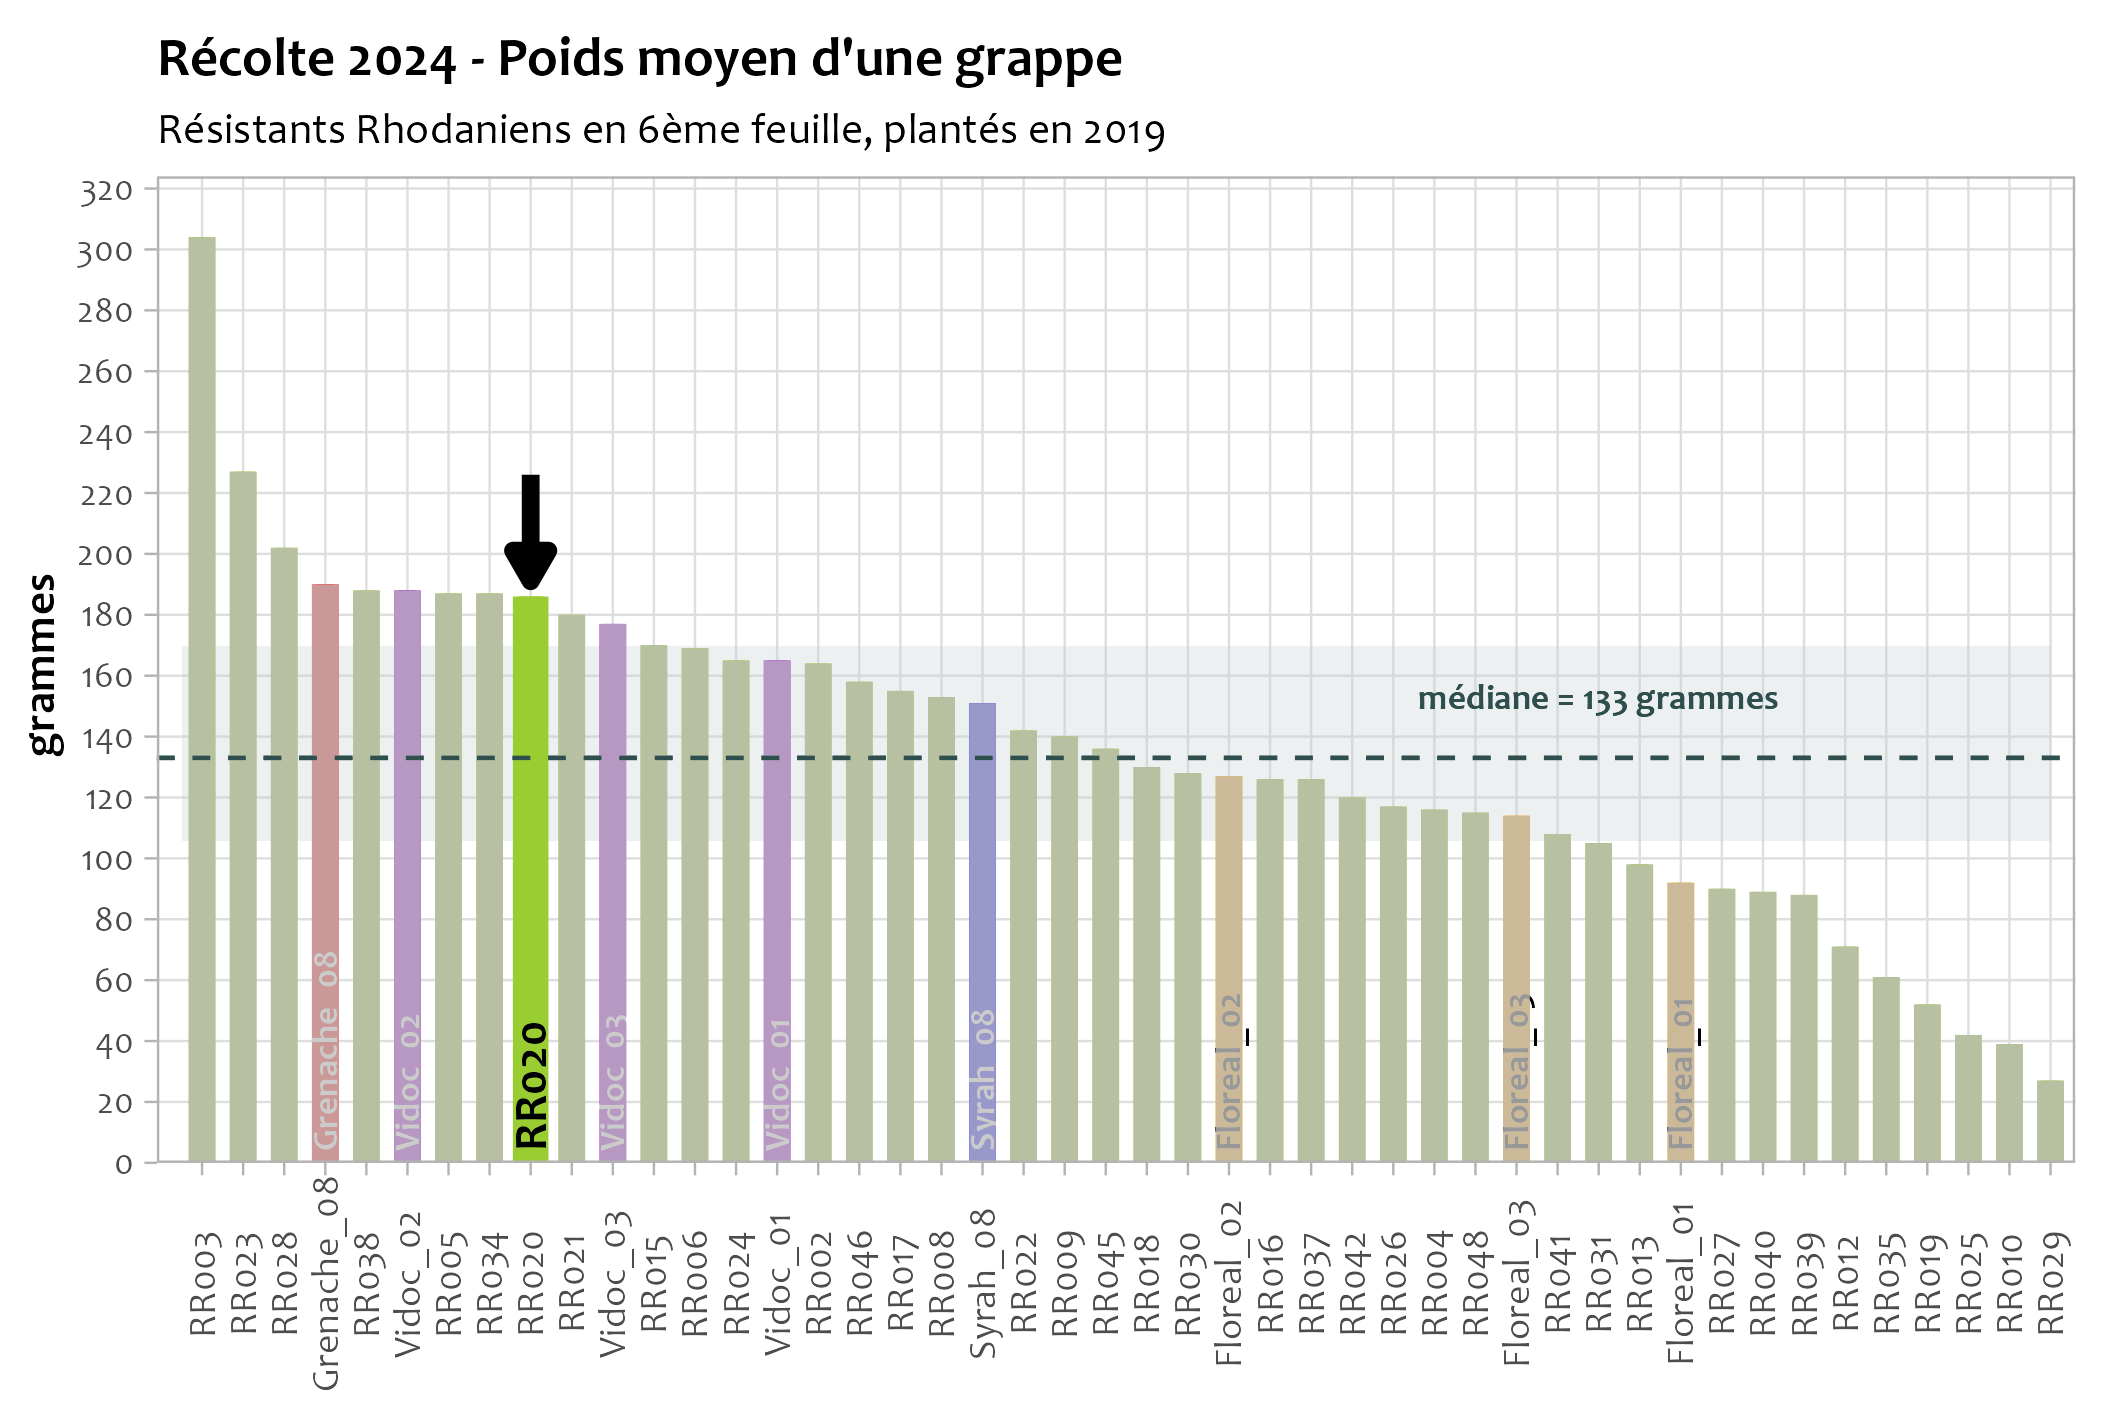 Récolte 2024 - Poids moyen d'une grappe
Résistants Rhodaniens en 6ème feuille, plantés en 2019
grammes
320
300
280
260
240
220
200
180
160
140
120
100
80
60
40
20
0
médiane = 133 grammes
Grenache_08
Vidoc_02
RR020
Vidoc_03
Vidoc_01
Syrah_08
Floreal_02
Floreal_03
Floreal_01
RR003
RR023
RR028
Grenache_08
RR038
Vidoc_02
RR005
RR034
RR020
RR021
Vidoc_03
RR015
RR006
RR024
Vidoc_01
RR002
RR046
RR017
RR008
Syrah_08
RR022
RR009
RR045
RR018
RR030
Floreal_02
RR016
RR037
RR042
RR026
RR004
RR048
Floreal_03
RR041
RR031
RR013
Floreal_01
RR027
RR040
RR039
RR012
RR035
RR019
RR025
RR010
RR029